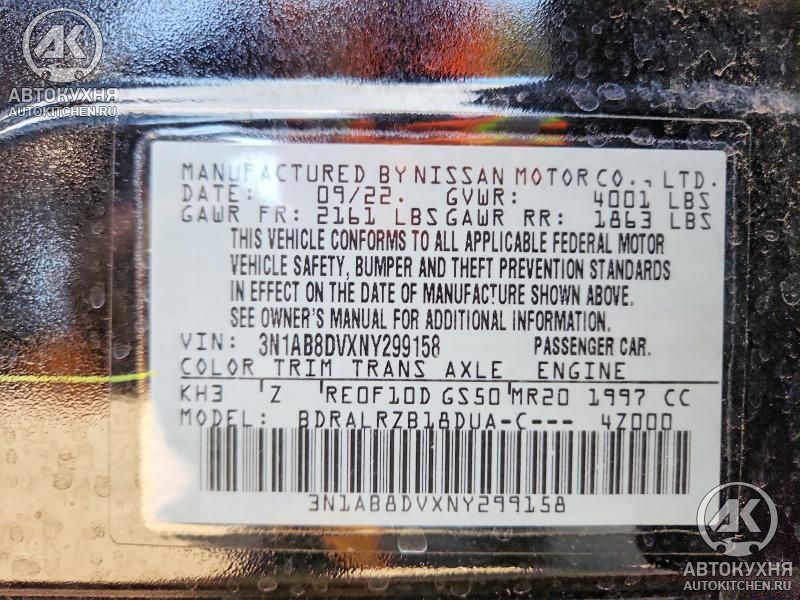 АК
АВТОКУХНЯ
AUTOKITCHEN.RU
MANUFACTURED BY NISSAN MOTOR CO., LTD.
DATE: 09/22. GVWR: 4001 LBS
GAWR FR: 2161 LBS GAWR RR: 1863 LBS
THIS VEHICLE CONFORMS TO ALL APPLICABLE FEDERAL MOTOR
VEHICLE SAFETY, BUMPER AND THEFT PREVENTION STANDARDS
IN EFFECT ON THE DATE OF MANUFACTURE SHOWN ABOVE.
SEE OWNER'S MANUAL FOR ADDITIONAL INFORMATION.
VIN: 3N1AB8DVXNY299158 PASSENGER CAR.
COLOR TRIM TRANS AXLE ENGINE
KH3 Z RE0F10D GS50 MR20 1997 CC
MODEL: BDRALRZB18DUA-C--- 4Z000
3N1AB8DVXNY299158
АК
АВТОКУХНЯ
AUTOKITCHEN.RU